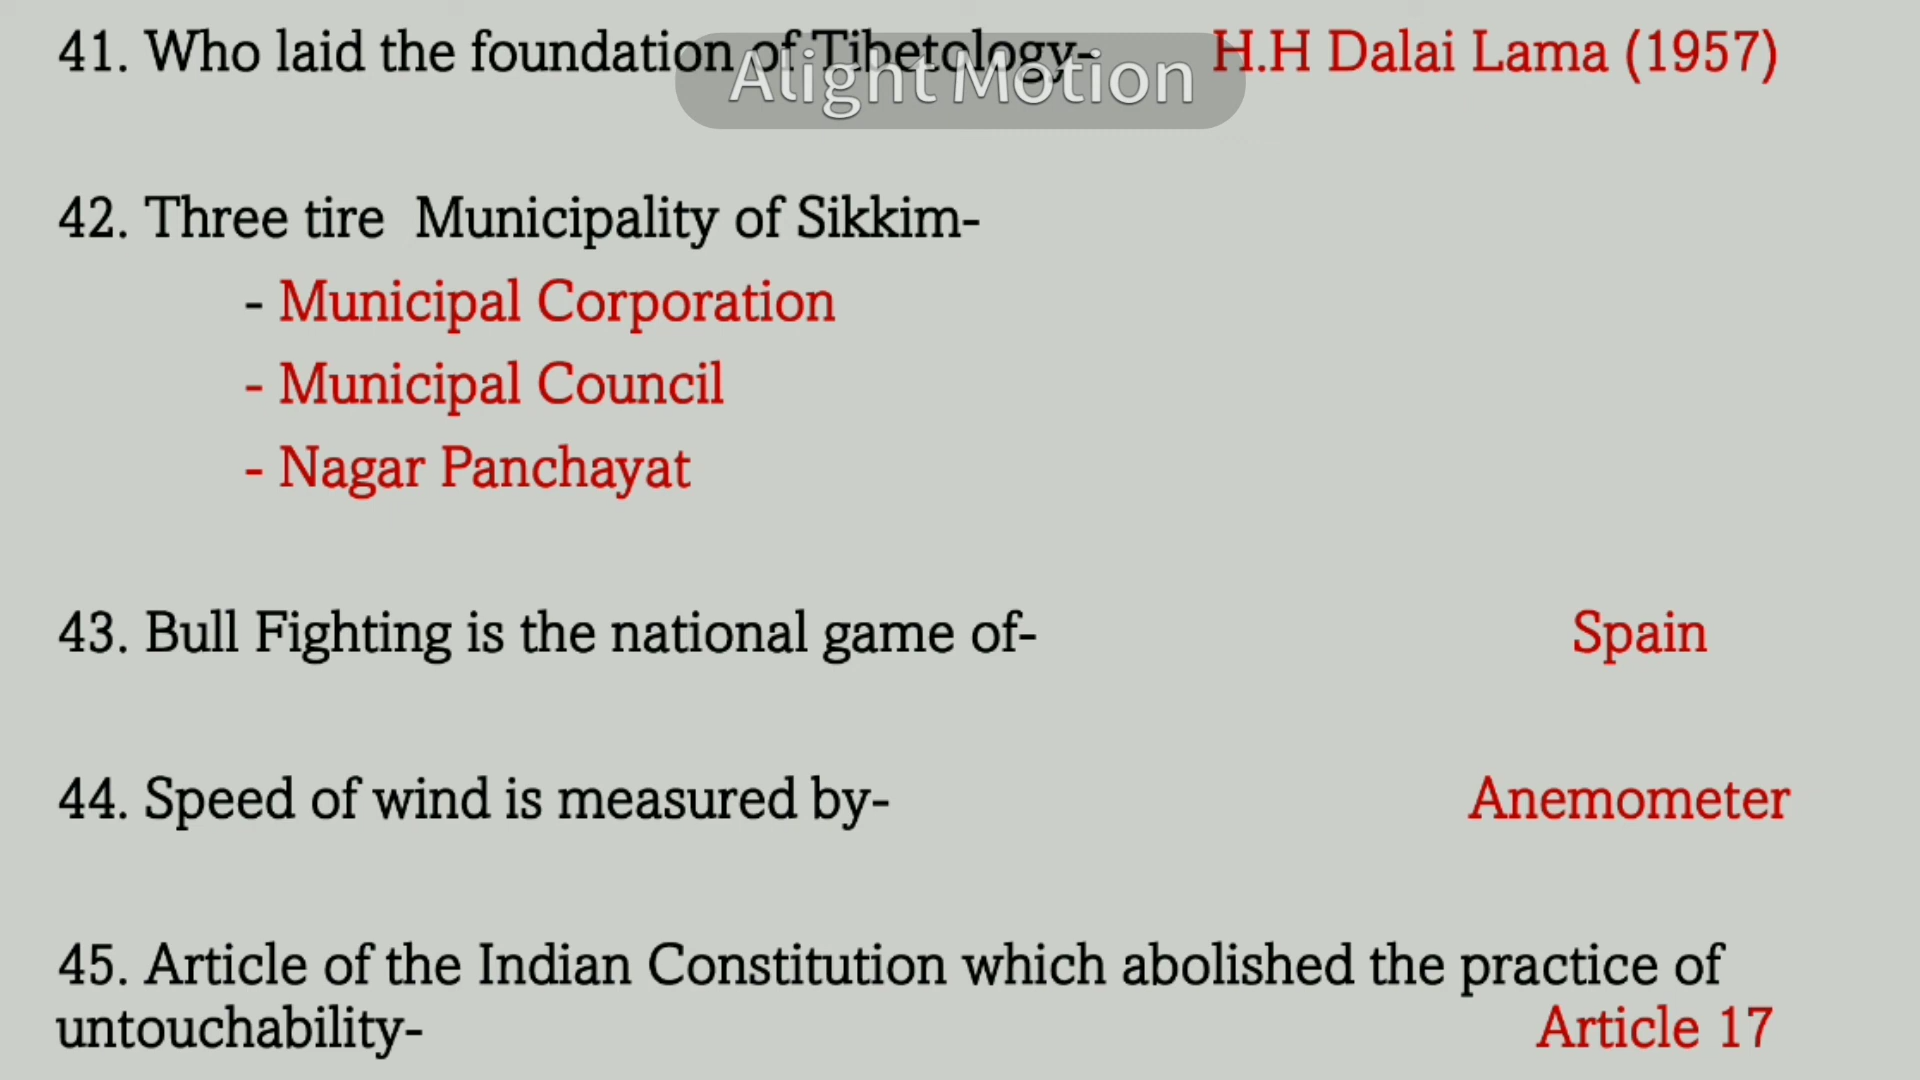 41. Who laid the foundation of Tibetology- H.H Dalai Lama (1957)
Alight Motion
42. Three tire Municipality of Sikkim-
- Municipal Corporation
- Municipal Council
- Nagar Panchayat
43. Bull Fighting is the national game of- Spain
44. Speed of wind is measured by- Anemometer
45. Article of the Indian Constitution which abolished the practice of
untouchability- Article 17